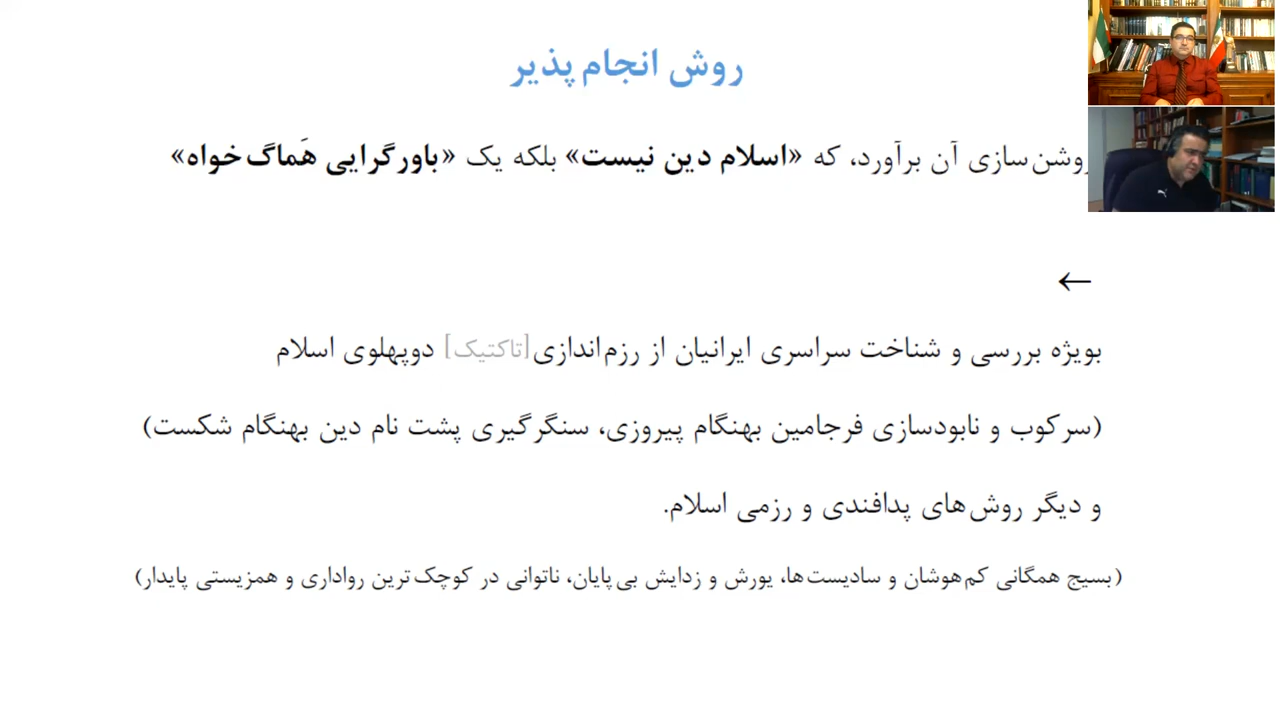 روش انجام پذیر
روشن‌سازی آن برآورد، که «اسلام دین نیست» بلکه یک «باورگرایی هَماگ‌خواه»
←
بویژه بررسی و شناخت سراسری ایرانیان از رزم‌اندازی[تاکتیک] دوپهلوی اسلام
(سرکوب و نابودسازی فرجامین بهنگام پیروزی، سنگرگیری پشت نام دین بهنگام شکست)
و دیگر روش‌های پدافندی و رزمی اسلام.
(بسیج همگانی کم‌هوشان و سادیست‌ها، یورش و زدایش بی‌پایان، ناتوانی در کوچک‌ترین رواداری و همزیستی پایدار)